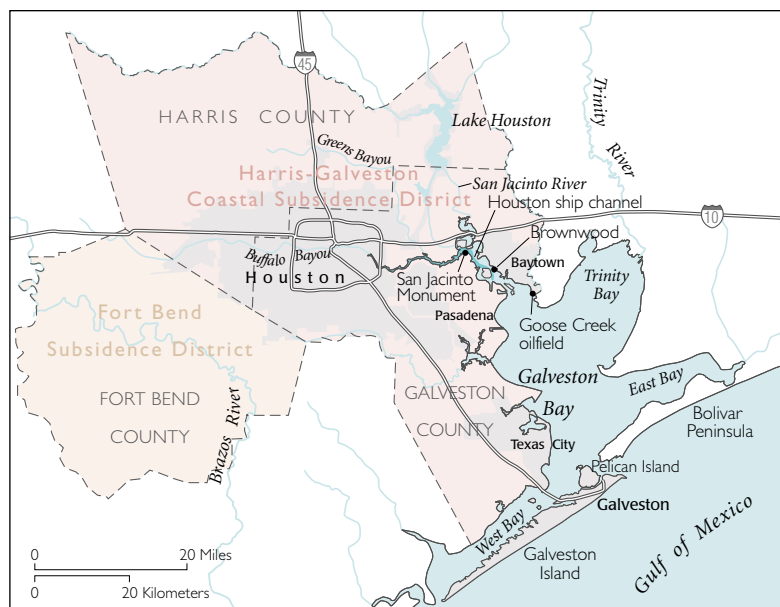 45
HARRIS COUNTY
Lake Houston
Trinity
River
Greens Bayou
Harris-Galveston
Coastal Subsidence Disrict
San Jacinto River
Houston ship channel
10
Brownwood
Buffalo Bayou
Houston
Baytown
San Jacinto
Monument
Trinity
Bay
Pasadena
Goose Creek
oilfield
Fort Bend
Subsidence District
FORT BEND
COUNTY
Brazos River
GALVESTON
COUNTY
Galveston
Bay
East Bay
Bolivar
Peninsula
Texas City
Pelican Island
Galveston
West Bay
Galveston
Island
Gulf of Mexico
0 20 Miles
0 20 Kilometers